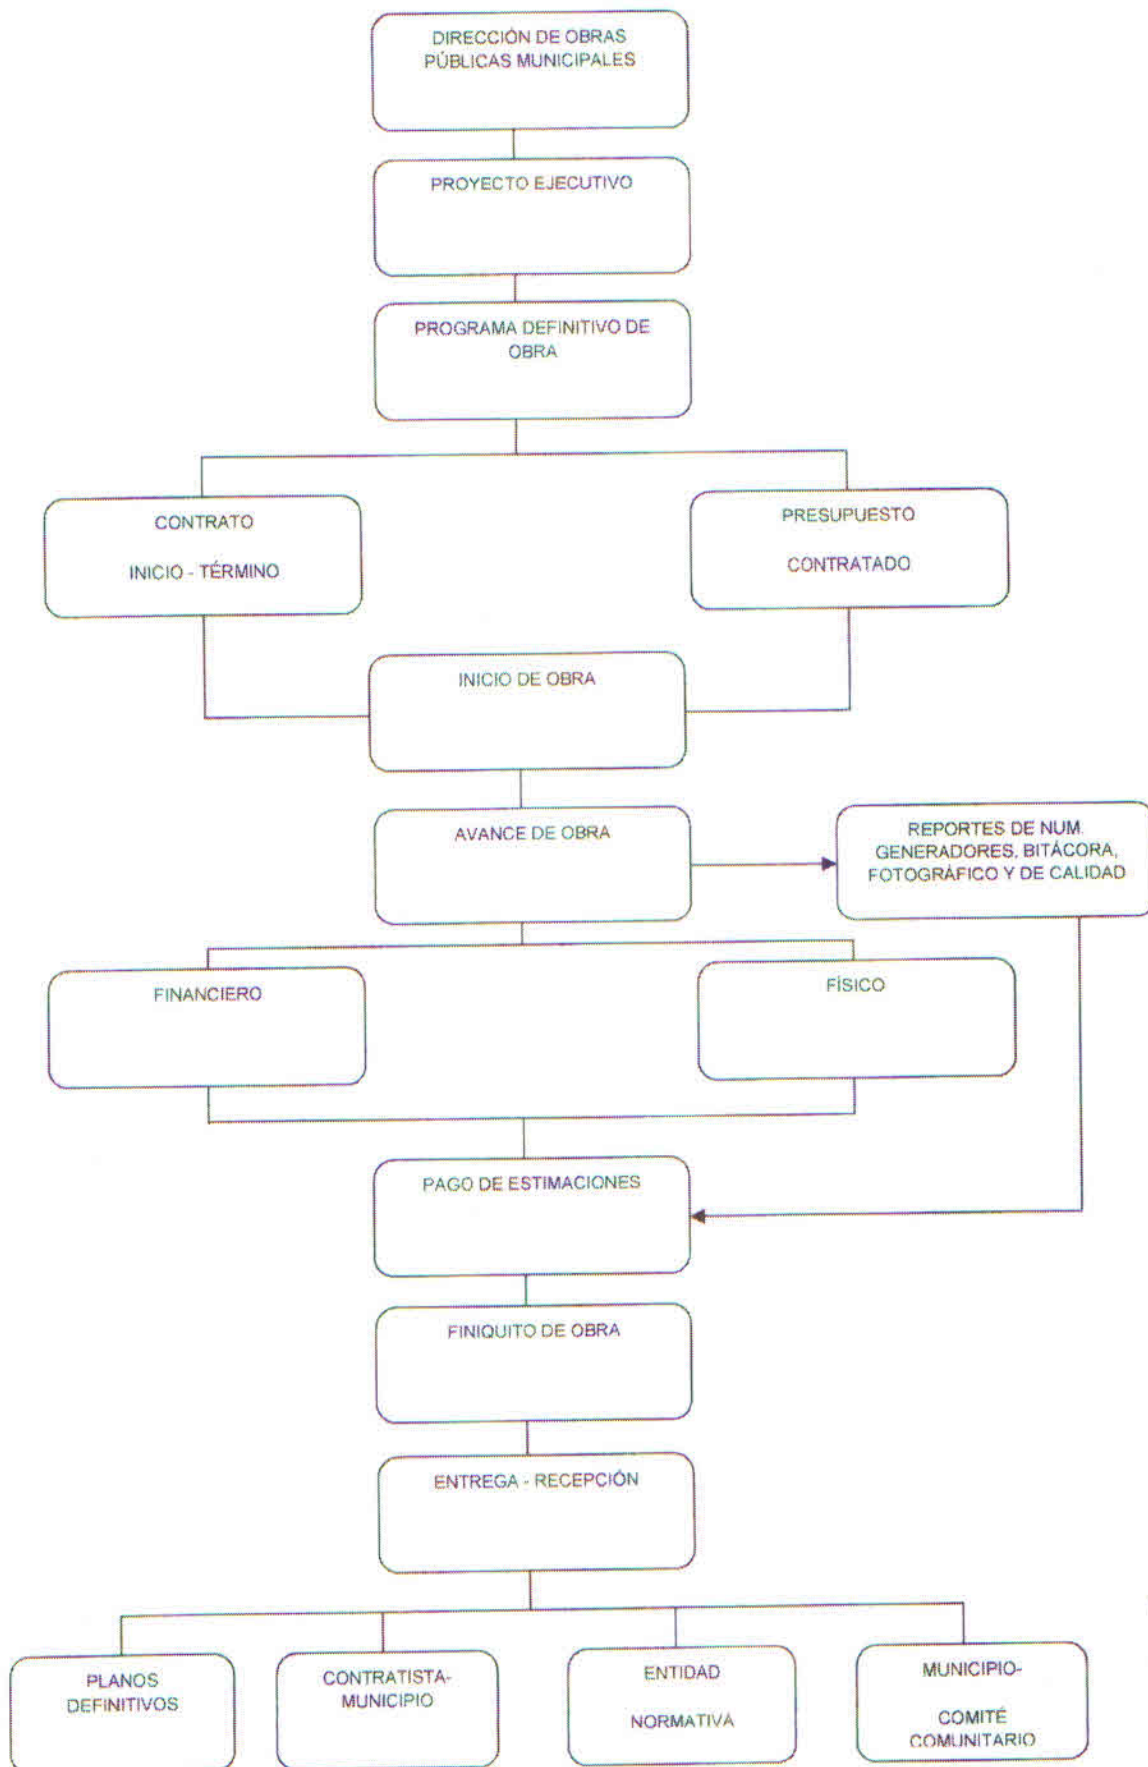 DIRECCIÓN DE OBRAS
PÚBLICAS MUNICIPALES
PROYECTO EJECUTIVO
PROGRAMA DEFINITIVO DE
OBRA
CONTRATO
INICIO - TÉRMINO
PRESUPUESTO
CONTRATADO
INICIO DE OBRA
AVANCE DE OBRA
REPORTES DE NUM.
GENERADORES, BITÁCORA,
FOTOGRÁFICO Y DE CALIDAD
FINANCIERO
FÍSICO
PAGO DE ESTIMACIONES
FINIQUITO DE OBRA
ENTREGA - RECEPCIÓN
PLANOS
DEFINITIVOS
CONTRATISTA-
MUNICIPIO
ENTIDAD
NORMATIVA
MUNICIPIO-
COMITÉ
COMUNITARIO